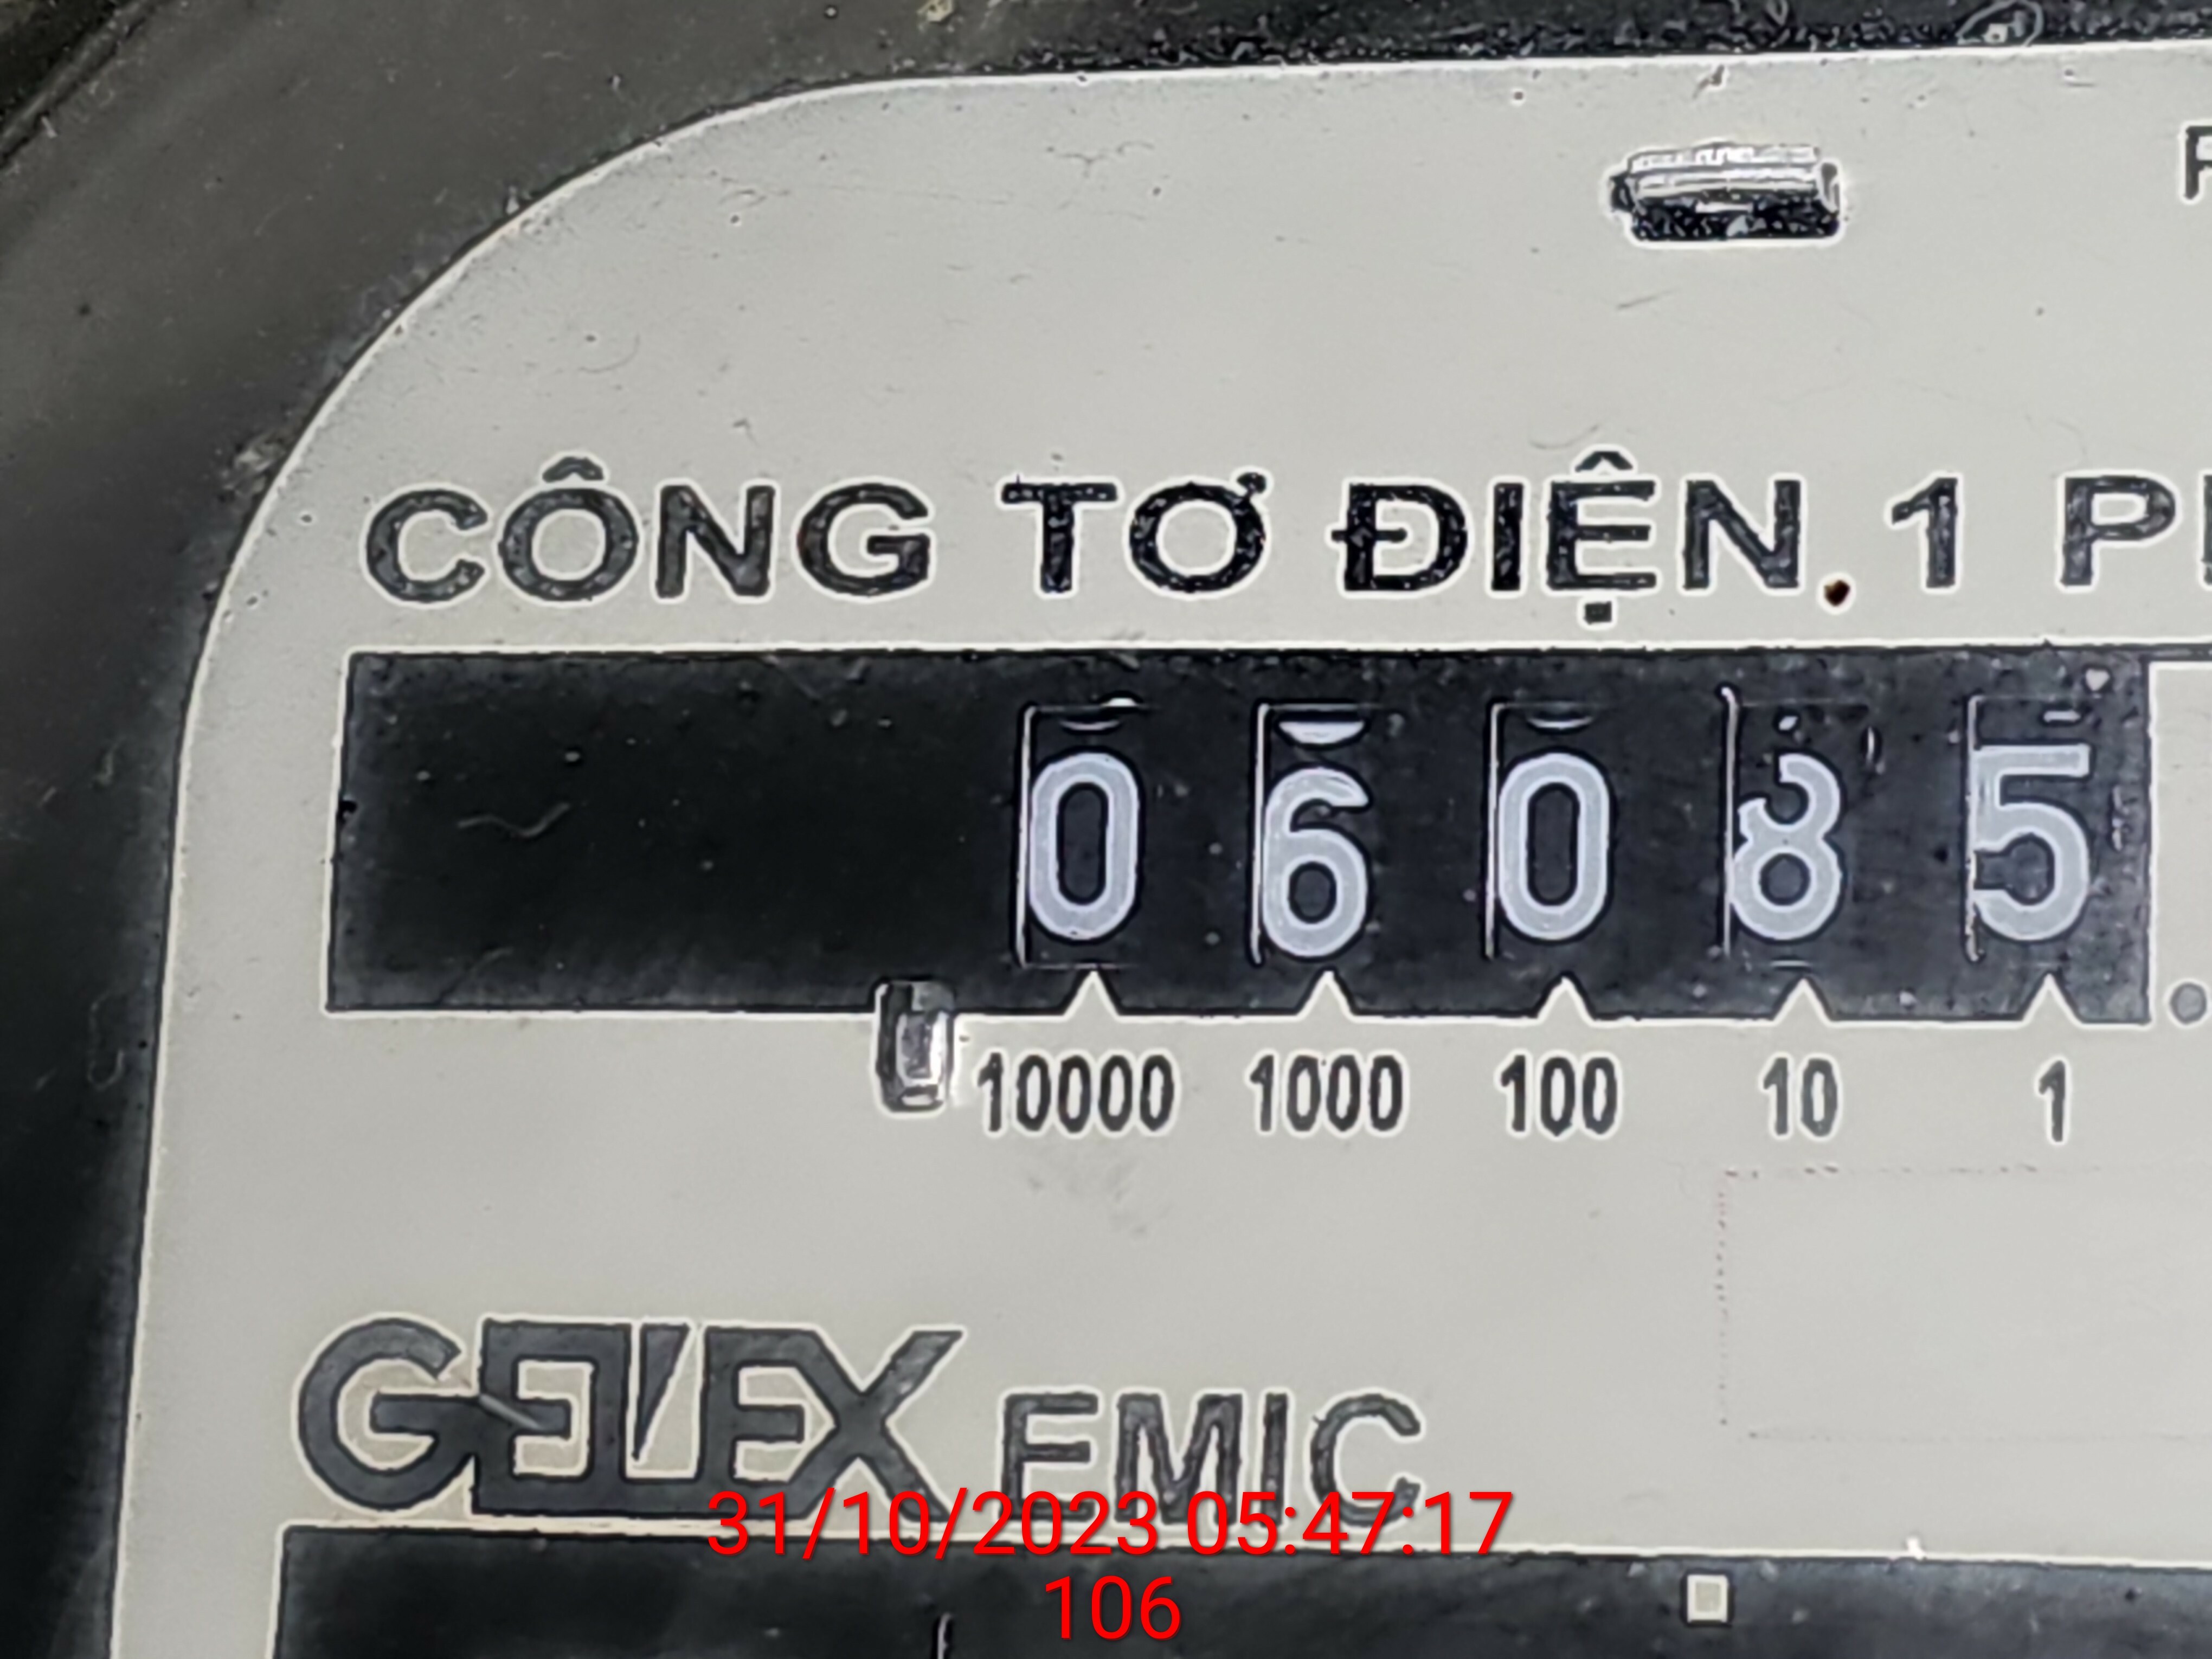 CÔNG TƠ ĐIỆN 1
06085
10000 1000 100 10 1
GELEX EMIC
31/10/2023 05:47:17
106